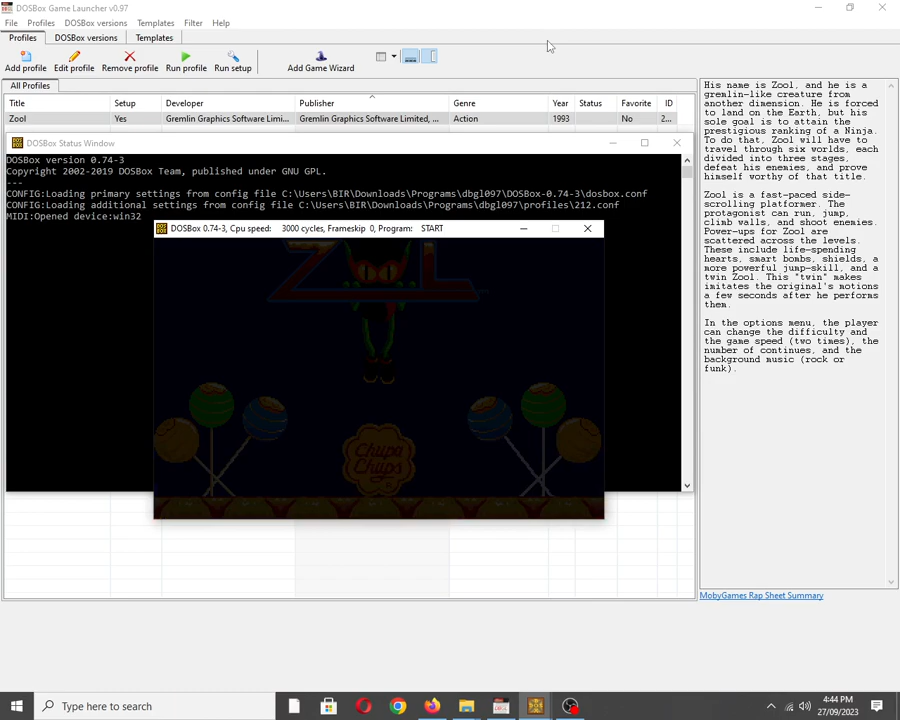 DOSBox Game Launcher v0.97
File Profiles DOSBox versions Templates Filter Help
Profiles DOSBox versions Templates
Add profile Edit profile Remove profile Run profile Run setup Add Game Wizard
All Profiles
Title Setup Developer Publisher Genre Year Status Favorite ID
Zool Yes Gremlin Graphics Software Limi... Gremlin Graphics Software Limited, ... Action 1993 No 2...
DOSBox Status Window
DOSBox version 0.74-3
Copyright 2002-2019 DOSBox Team, published under GNU GPL.
---
CONFIG:Loading primary settings from config file C:\Users\BIR\Downloads\Programs\dbgl097\DOSBox-0.74-3\dosbox.conf
CONFIG:Loading additional settings from config file C:\Users\BIR\Downloads\Programs\dbgl097\profiles\212.conf
MIDI:Opened device:win32
DOSBox 0.74-3, Cpu speed: 3000 cycles, Frameskip 0, Program: START
ZOOL
Chupa
Chups
His name is Zool, and he is a
gremlin-like creature from
another dimension. He is forced
to land on the Earth, but his
sole goal is to attain the
prestigious ranking of a Ninja.
To do that, Zool will have to
travel through six worlds, each
divided into three stages,
defeat his enemies, and prove
himself worthy of that title.
Zool is a fast-paced side-
scrolling platformer. The
protagonist can run, jump,
climb walls, and shoot enemies.
Power-ups for Zool are
scattered across the levels.
These include life-spending
hearts, smart bombs, shields, a
more powerful jump-skill, and a
twin Zool. This "twin" makes
imitates the original's motions
a few seconds after he performs
them.
In the options menu, the player
can change the difficulty and
the game speed (two times), the
number of continues, and the
background music (rock or
funk).
MobyGames Rap Sheet Summary
Type here to search
4:44 PM
27/09/2023